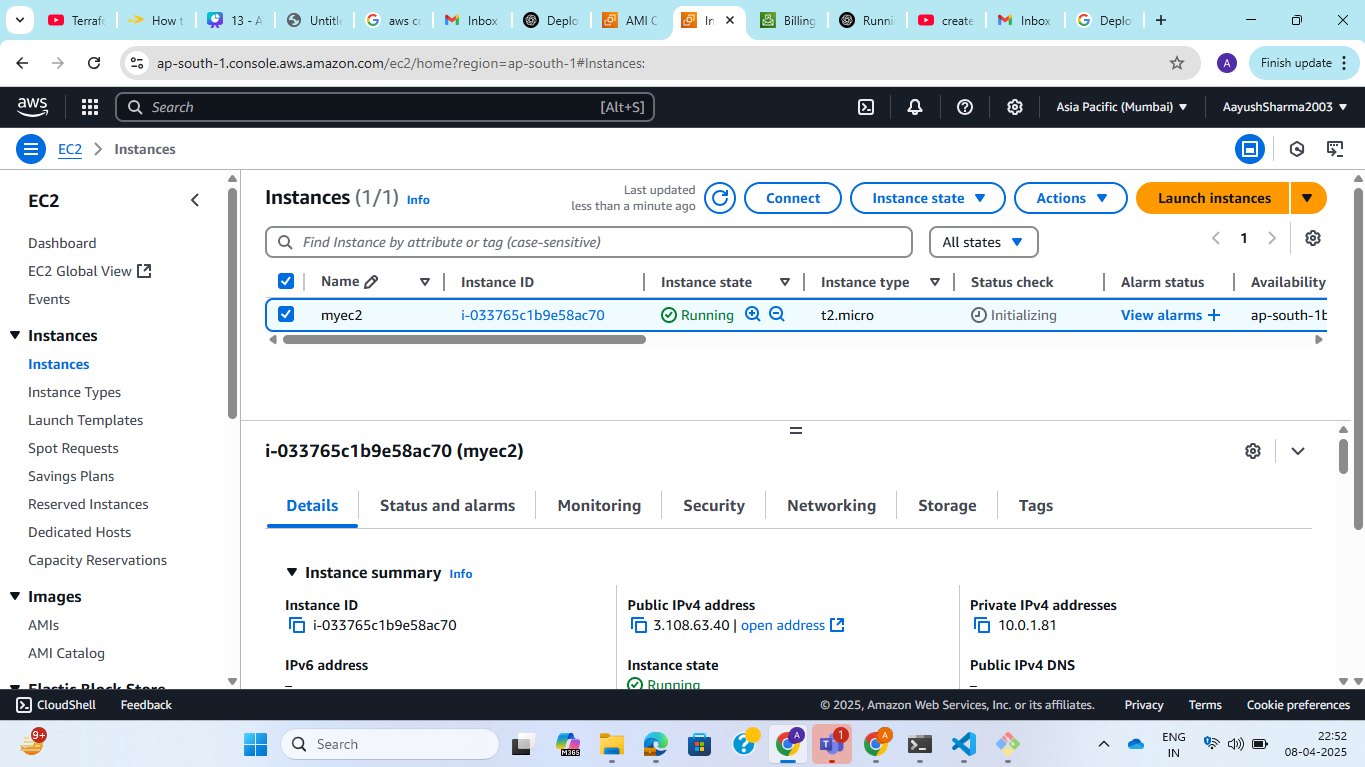 Terrafo
How t
13 - A
Untitle
aws co
Inbox
Deplo
AMI C
In
Billing
Runni
create
Inbox
Deplo
ap-south-1.console.aws.amazon.com/ec2/home?region=ap-south-1#Instances:
A
Finish update
aws
Search
[Alt+S]
Asia Pacific (Mumbai)
AayushSharma2003
EC2
Instances
EC2
Dashboard
EC2 Global View
Events
Instances
Instances
Instance Types
Launch Templates
Spot Requests
Savings Plans
Reserved Instances
Dedicated Hosts
Capacity Reservations
Images
AMIs
AMI Catalog
Elastic Block Store
Instances (1/1) Info
Last updated
less than a minute ago
Connect
Instance state
Actions
Launch instances
Find Instance by attribute or tag (case-sensitive)
All states
1
Name Instance ID Instance state Instance type Status check Alarm status Availability
myec2 i-033765c1b9e58ac70 Running t2.micro Initializing View alarms + ap-south-1b
i-033765c1b9e58ac70 (myec2)
Details Status and alarms Monitoring Security Networking Storage Tags
Instance summary Info
Instance ID
i-033765c1b9e58ac70
Public IPv4 address
3.108.63.40 | open address
Private IPv4 addresses
10.0.1.81
IPv6 address
–
Instance state
Running
Public IPv4 DNS
–
CloudShell Feedback
© 2025, Amazon Web Services, Inc. or its affiliates. Privacy Terms Cookie preferences
9+
Search
M365
A
1
A
ENG
IN
22:52
08-04-2025